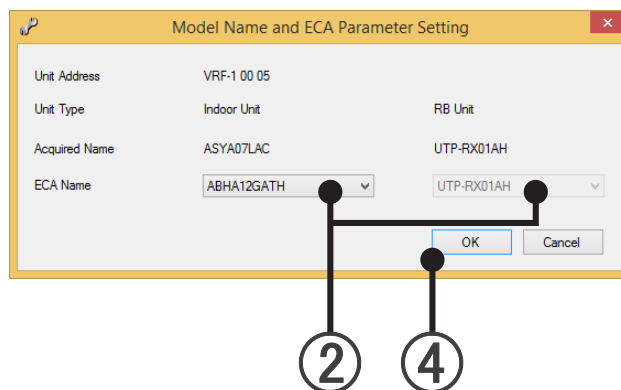 Model Name and ECA Parameter Setting
Unit Address VRF-1 00 05
Unit Type Indoor Unit RB Unit
Acquired Name ASYA07LAC UTP-RX01AH
ECA Name ABHA12GATH UTP-RX01AH
OK Cancel
② ④